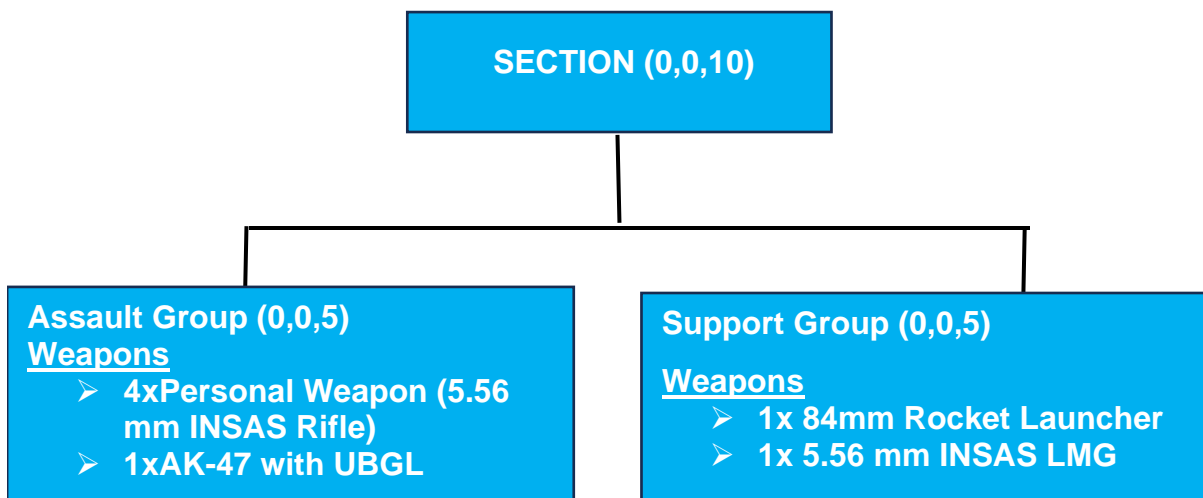 SECTION (0,0,10)
Assault Group (0,0,5)
Weapons
➢ 4xPersonal Weapon (5.56
mm INSAS Rifle)
➢ 1xAK-47 with UBGL
Support Group (0,0,5)
Weapons
➢ 1x 84mm Rocket Launcher
➢ 1x 5.56 mm INSAS LMG